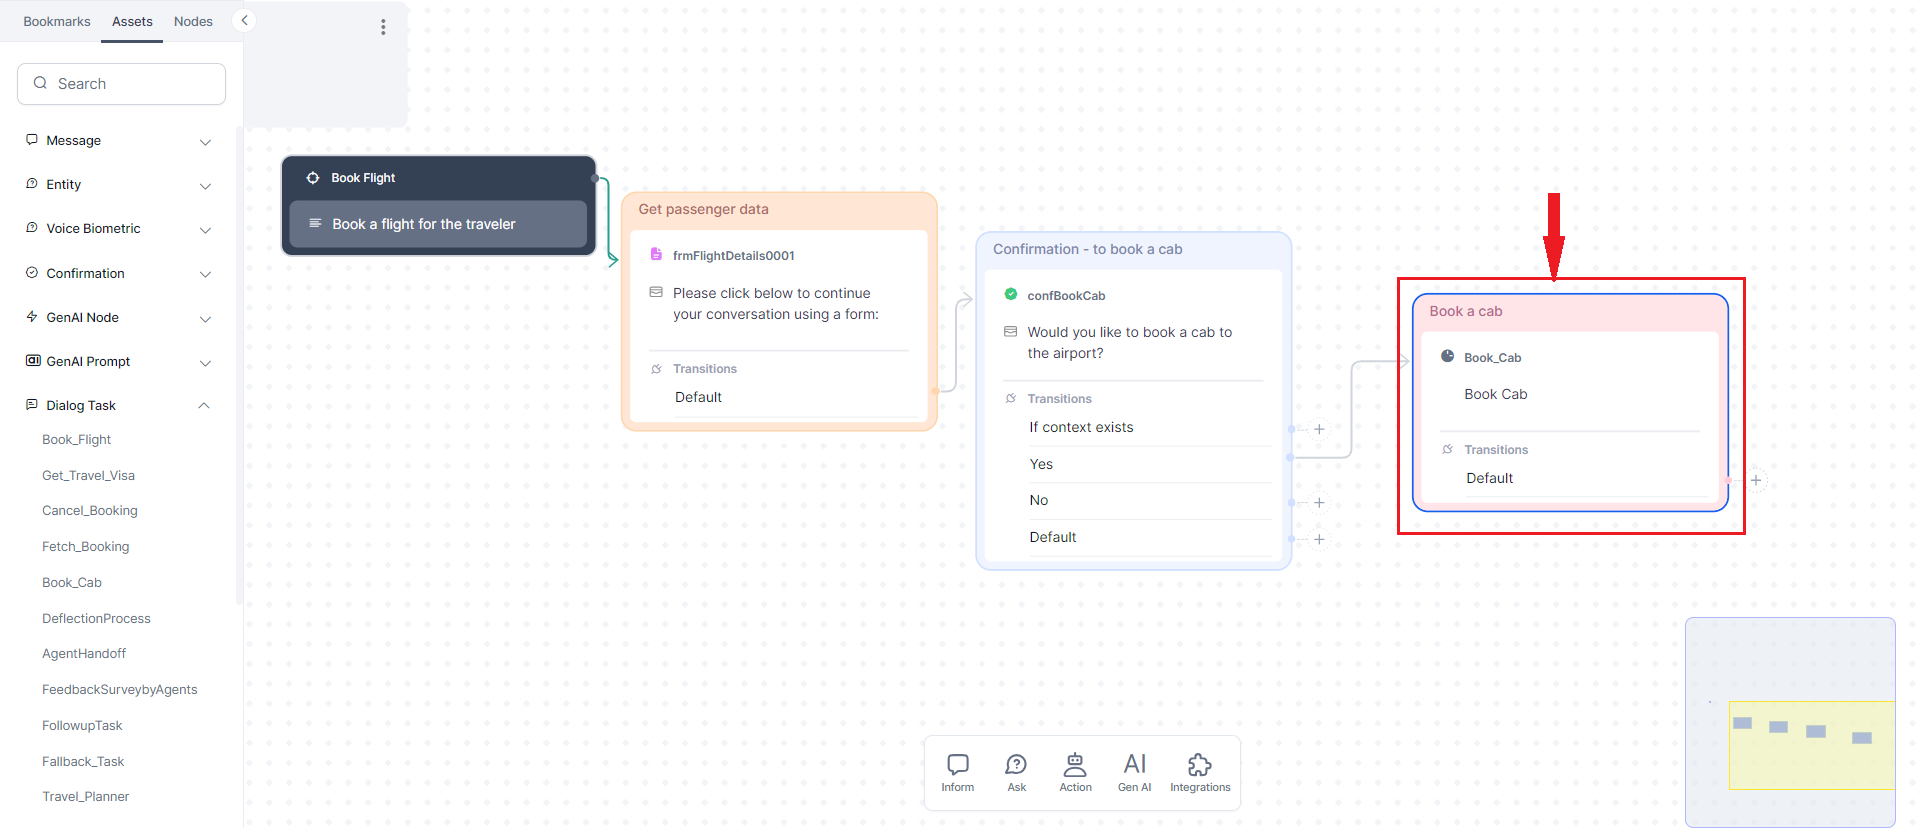 Bookmarks Assets Nodes
Search
Message
Entity
Voice Biometric
Confirmation
GenAI Node
GenAI Prompt
Dialog Task
Book_Flight
Get_Travel_Visa
Cancel_Booking
Fetch_Booking
Book_Cab
DeflectionProcess
AgentHandoff
FeedbackSurveybyAgents
FollowupTask
Fallback_Task
Travel_Planner
Book Flight
Book a flight for the traveler
Get passenger data
frmFlightDetails0001
Please click below to continue
your conversation using a form:
Transitions
Default
Confirmation - to book a cab
confBookCab
Would you like to book a cab to
the airport?
Transitions
If context exists
Yes
No
Default
Book a cab
Book_Cab
Book Cab
Transitions
Default
AI
Inform Ask Action Gen AI Integrations